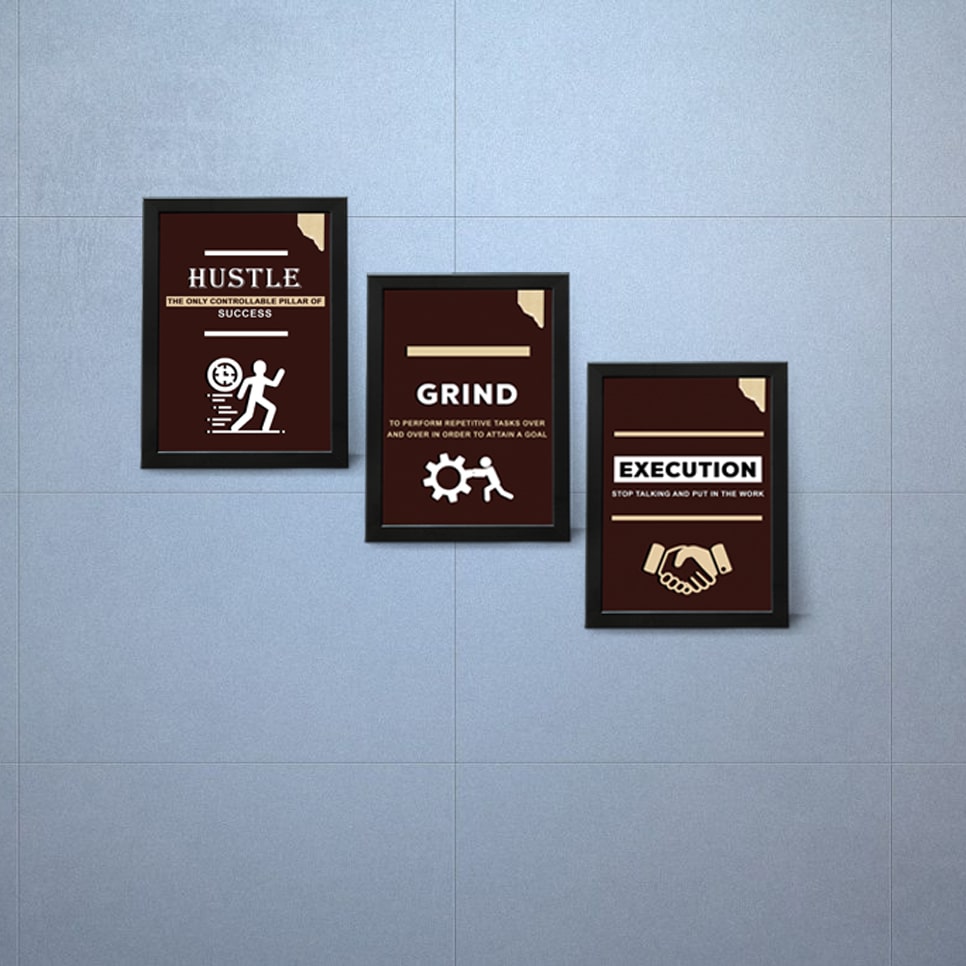 HUSTLE
THE ONLY CONTROLLABLE PILLAR OF
SUCCESS
GRIND
TO PERFORM REPETITIVE TASKS OVER
AND OVER IN ORDER TO ATTAIN A GOAL
EXECUTION
STOP TALKING AND PUT IN THE WORK